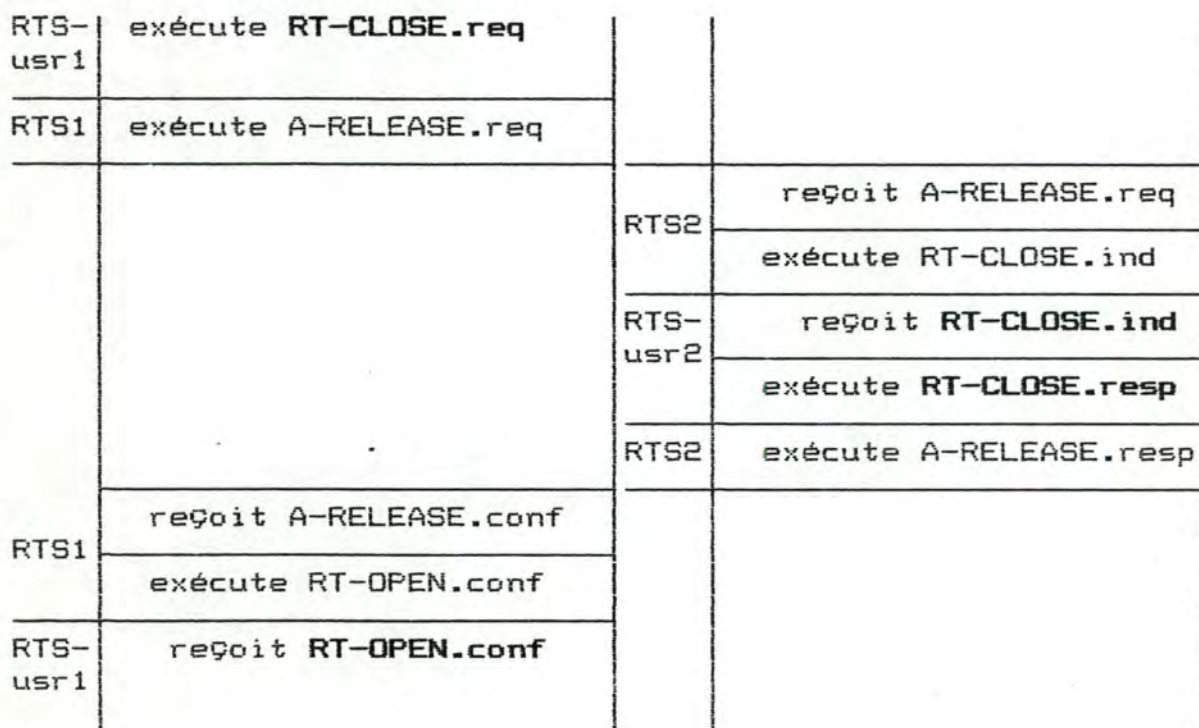 RTS-usr1 exécute RT-CLOSE.req
RTS1 exécute A-RELEASE.req
RTS2 reçoit A-RELEASE.req
exécute RT-CLOSE.ind
RTS-usr2 reçoit RT-CLOSE.ind
exécute RT-CLOSE.resp
RTS2 exécute A-RELEASE.resp
RTS1 reçoit A-RELEASE.conf
exécute RT-OPEN.conf
RTS-usr1 reçoit RT-OPEN.conf